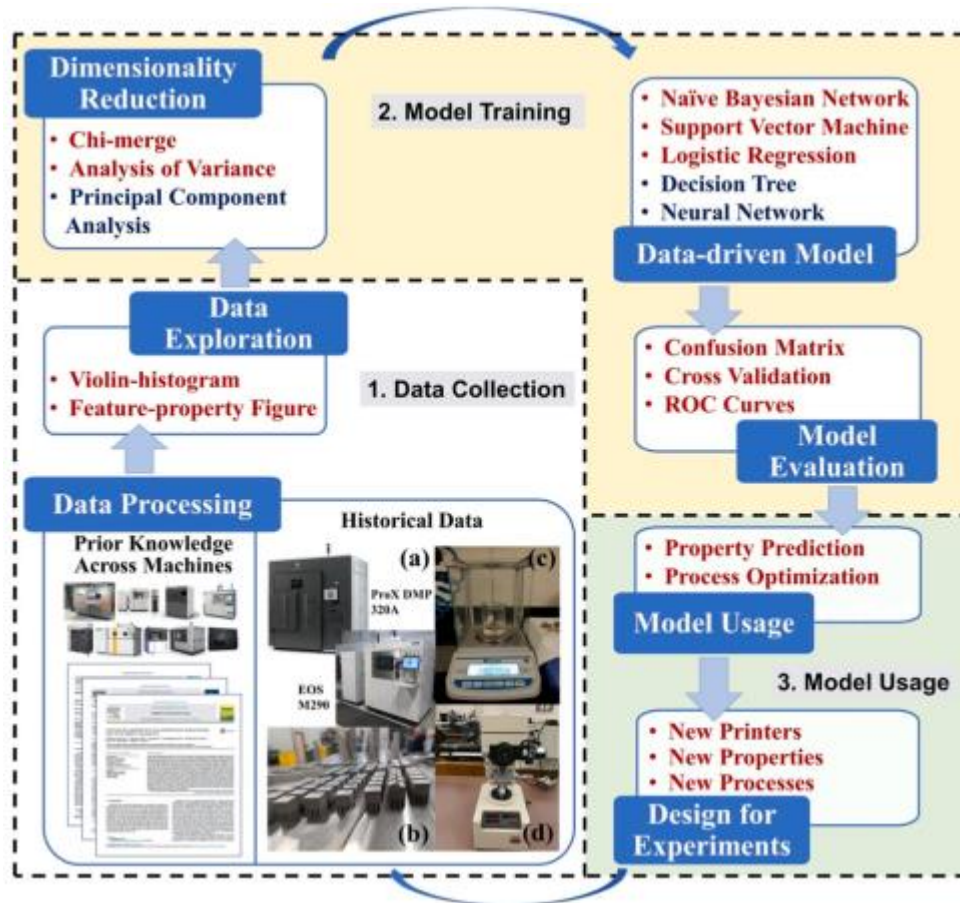 Dimensionality
Reduction
• Chi-merge
• Analysis of Variance
• Principal Component
Analysis
2. Model Training
• Naïve Bayesian Network
• Support Vector Machine
• Logistic Regression
• Decision Tree
• Neural Network
Data-driven Model
Data
Exploration
• Violin-histogram
• Feature-property Figure
1. Data Collection
• Confusion Matrix
• Cross Validation
• ROC Curves
Model
Evaluation
Data Processing
Prior Knowledge
Across Machines
Historical Data
(a)
ProX DMP
320A
EOS
M290
(b)
(c)
(d)
• Property Prediction
• Process Optimization
Model Usage
3. Model Usage
• New Printers
• New Properties
• New Processes
Design for
Experiments